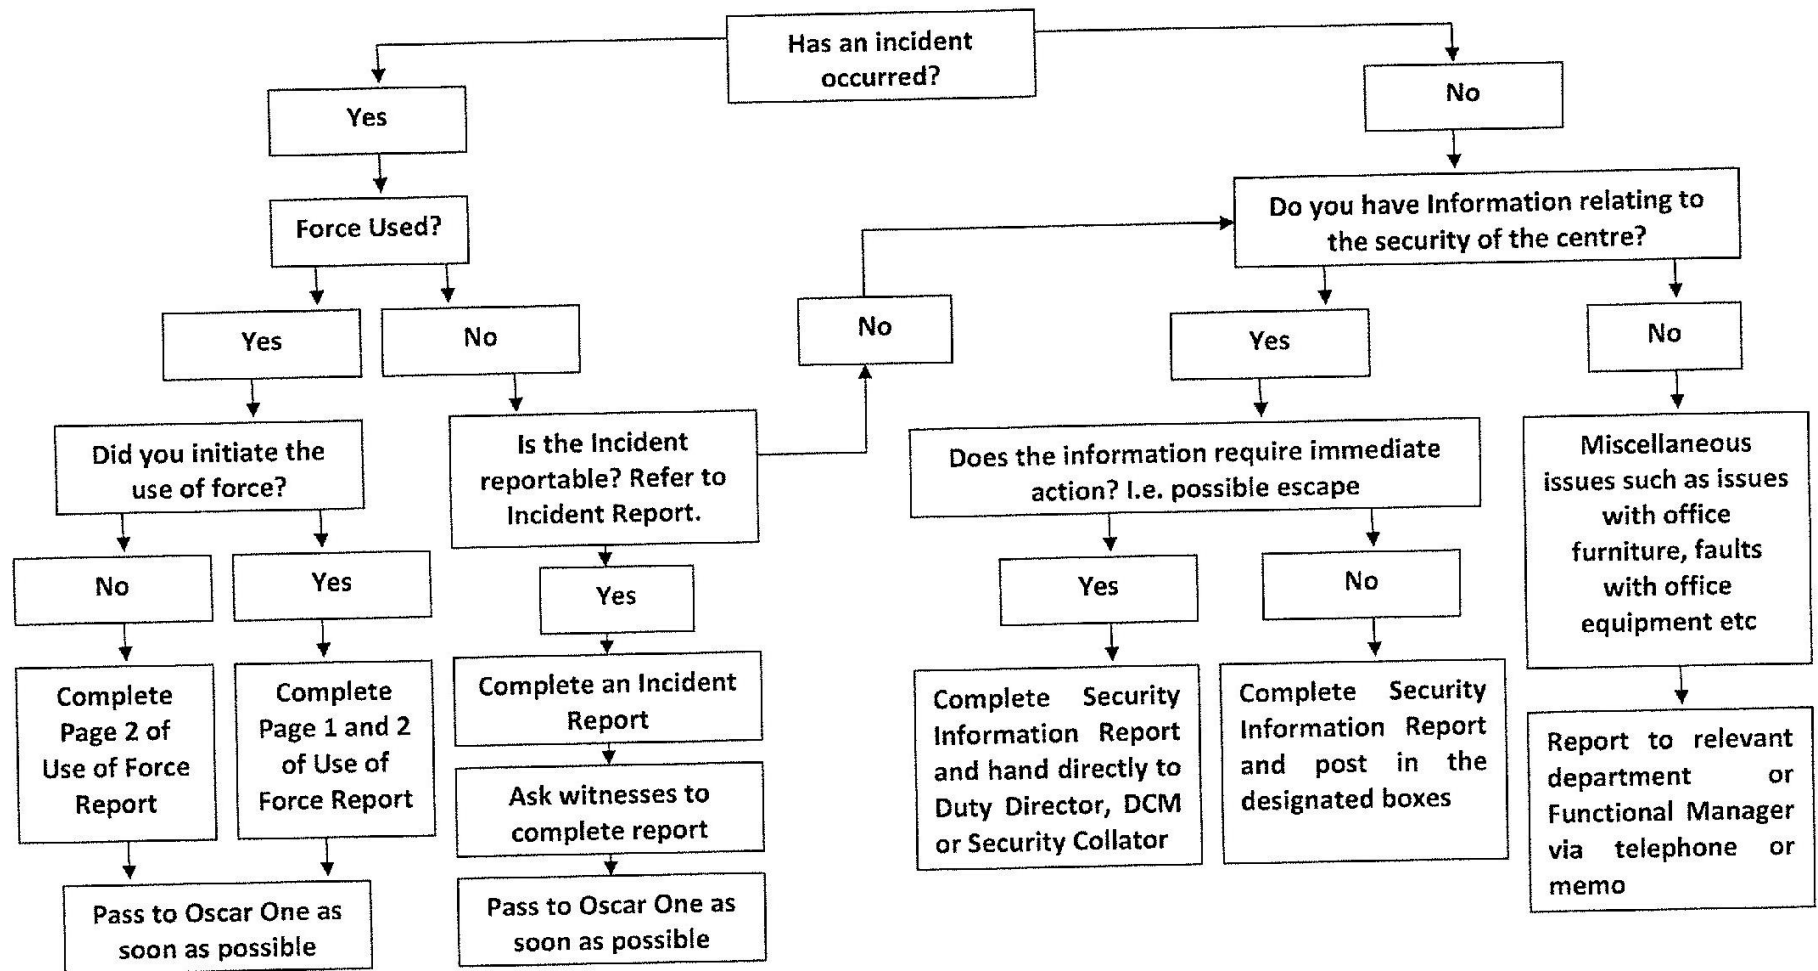 Has an incident
occurred?
Yes
No
Force Used?
Do you have Information relating to
the security of the centre?
Yes
No
No
Yes
No
Did you initiate the
use of force?
Is the Incident
reportable? Refer to
Incident Report.
Does the information require immediate
action? I.e. possible escape
Miscellaneous
issues such as issues
with office
furniture, faults
with office
equipment etc
No
Yes
Yes
Yes
No
Complete
Page 2 of
Use of Force
Report
Complete
Page 1 and 2
of Use of
Force Report
Complete an Incident
Report
Ask witnesses to
complete report
Complete Security
Information Report
and hand directly to
Duty Director, DCM
or Security Collator
Complete Security
Information Report
and post in the
designated boxes
Report to relevant
department or
Functional Manager
via telephone or
memo
Pass to Oscar One as
soon as possible
Pass to Oscar One as
soon as possible